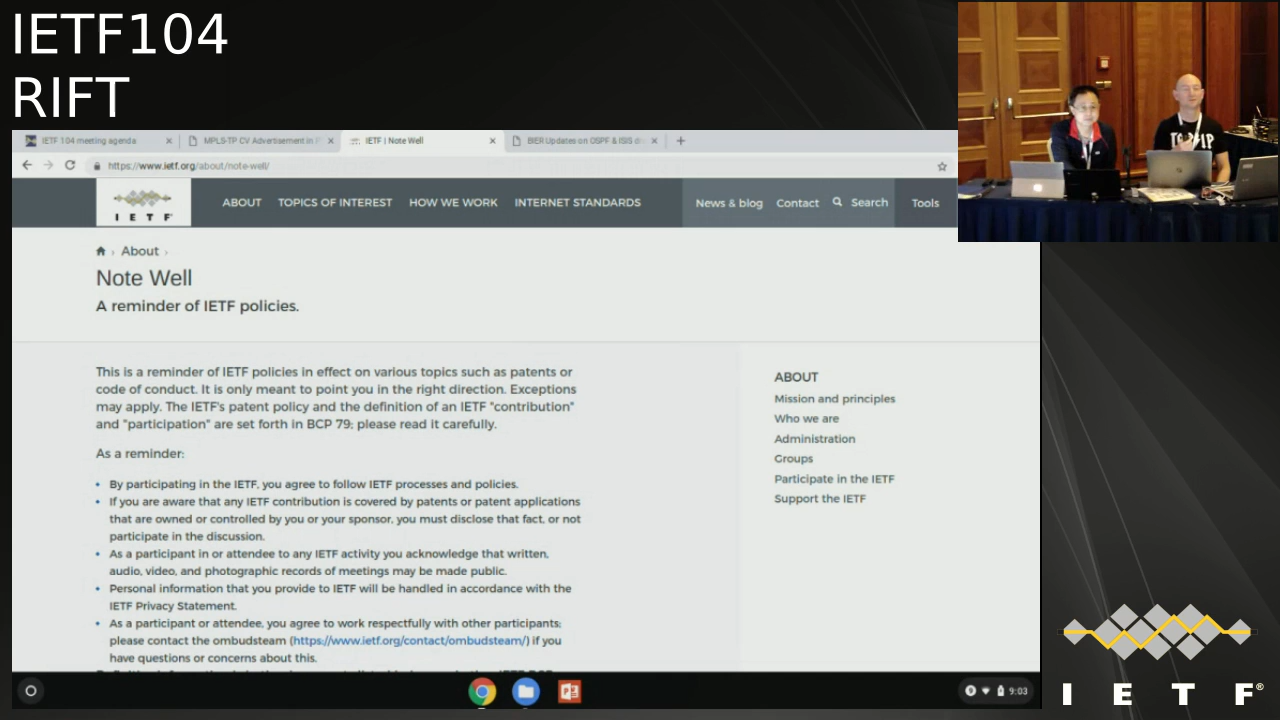 IETF104
RIFT
IETF 104 meeting agenda
MPLS-TP CV Advertisement in
IETF | Note Well
BIER Updates on OSPF & ISIS
https://www.ietf.org/about/note-well/
I E T F
ABOUT TOPICS OF INTEREST HOW WE WORK INTERNET STANDARDS
News & blog Contact Search Tools
About
Note Well
A reminder of IETF policies.
This is a reminder of IETF policies in effect on various topics such as patents or
code of conduct. It is only meant to point you in the right direction. Exceptions
may apply. The IETF's patent policy and the definition of an IETF "contribution"
and "participation" are set forth in BCP 79; please read it carefully.
As a reminder:
• By participating in the IETF, you agree to follow IETF processes and policies.
• If you are aware that any IETF contribution is covered by patents or patent applications
that are owned or controlled by you or your sponsor, you must disclose that fact, or not
participate in the discussion.
• As a participant in or attendee to any IETF activity you acknowledge that written,
audio, video, and photographic records of meetings may be made public.
• Personal information that you provide to IETF will be handled in accordance with the
IETF Privacy Statement.
• As a participant or attendee, you agree to work respectfully with other participants;
please contact the ombudsteam (https://www.ietf.org/contact/ombudsteam/) if you
have questions or concerns about this.
ABOUT
Mission and principles
Who we are
Administration
Groups
Participate in the IETF
Support the IETF
9:03
I E T F®